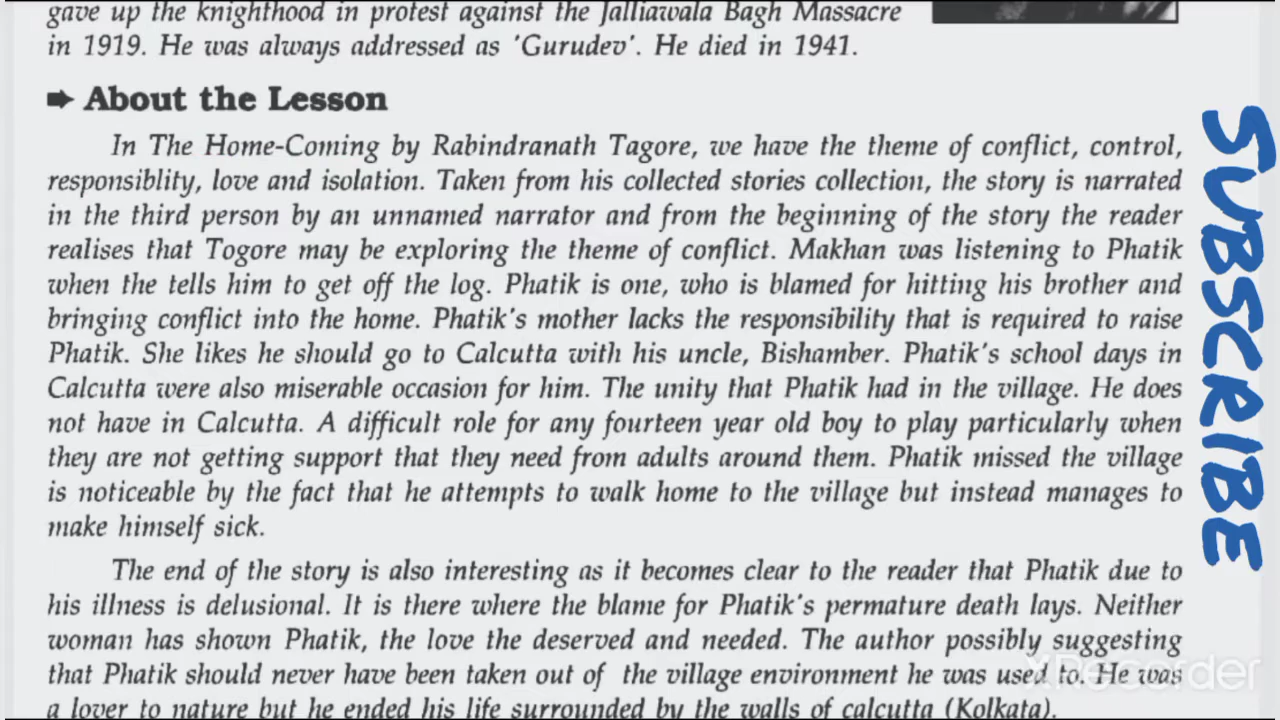 gave up the knighthood in protest against the Jalliawala Bagh Massacre
in 1919. He was always addressed as 'Gurudev'. He died in 1941.
➨ About the Lesson
In The Home-Coming by Rabindranath Tagore, we have the theme of conflict, control,
responsiblity, love and isolation. Taken from his collected stories collection, the story is narrated
in the third person by an unnamed narrator and from the beginning of the story the reader
realises that Togore may be exploring the theme of conflict. Makhan was listening to Phatik
when the tells him to get off the log. Phatik is one, who is blamed for hitting his brother and
bringing conflict into the home. Phatik's mother lacks the responsibility that is required to raise
Phatik. She likes he should go to Calcutta with his uncle, Bishamber. Phatik's school days in
Calcutta were also miserable occasion for him. The unity that Phatik had in the village. He does
not have in Calcutta. A difficult role for any fourteen year old boy to play particularly when
they are not getting support that they need from adults around them. Phatik missed the village
is noticeable by the fact that he attempts to walk home to the village but instead manages to
make himself sick.
The end of the story is also interesting as it becomes clear to the reader that Phatik due to
his illness is delusional. It is there where the blame for Phatik's permature death lays. Neither
woman has shown Phatik, the love the deserved and needed. The author possibly suggesting
that Phatik should never have been taken out of the village environment he was used to. He was
a lover to nature but he ended his life surrounded by the walls of calcutta (Kolkata).
SUBSCRIBE
XRecorder